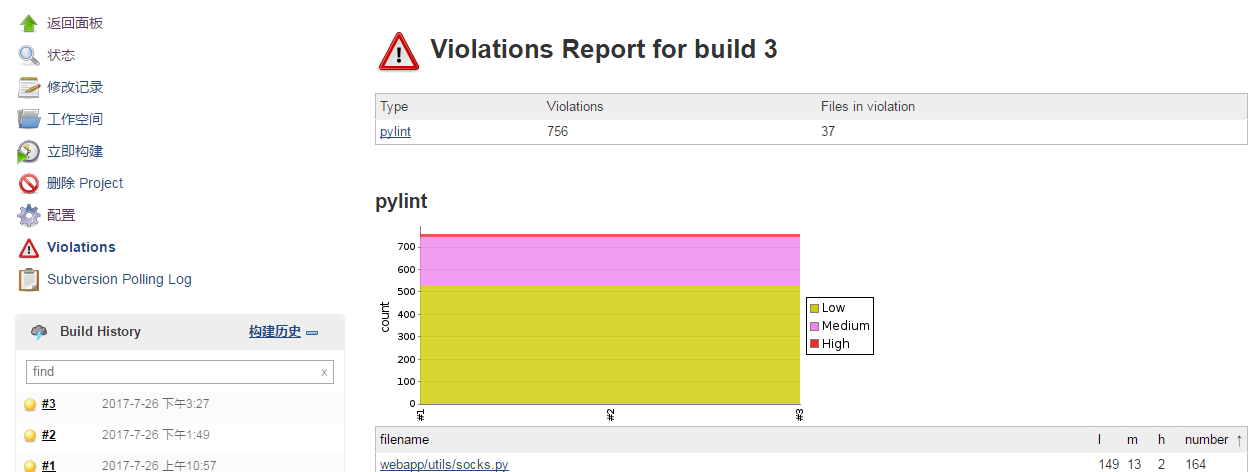 返回面板
状态
修改记录
工作空间
立即构建
删除 Project
配置
Violations
Subversion Polling Log
Build History 构建历史
find x
#3 2017-7-26 下午3:27
#2 2017-7-26 下午1:49
#1 2017-7-26 上午10:57
Violations Report for build 3
Type Violations Files in violation
pylint 756 37
pylint
700
600
500
400
300
200
100
0
count
#1 #2 #3
Low
Medium
High
filename l m h number ↑
webapp/utils/socks.py 149 13 2 164